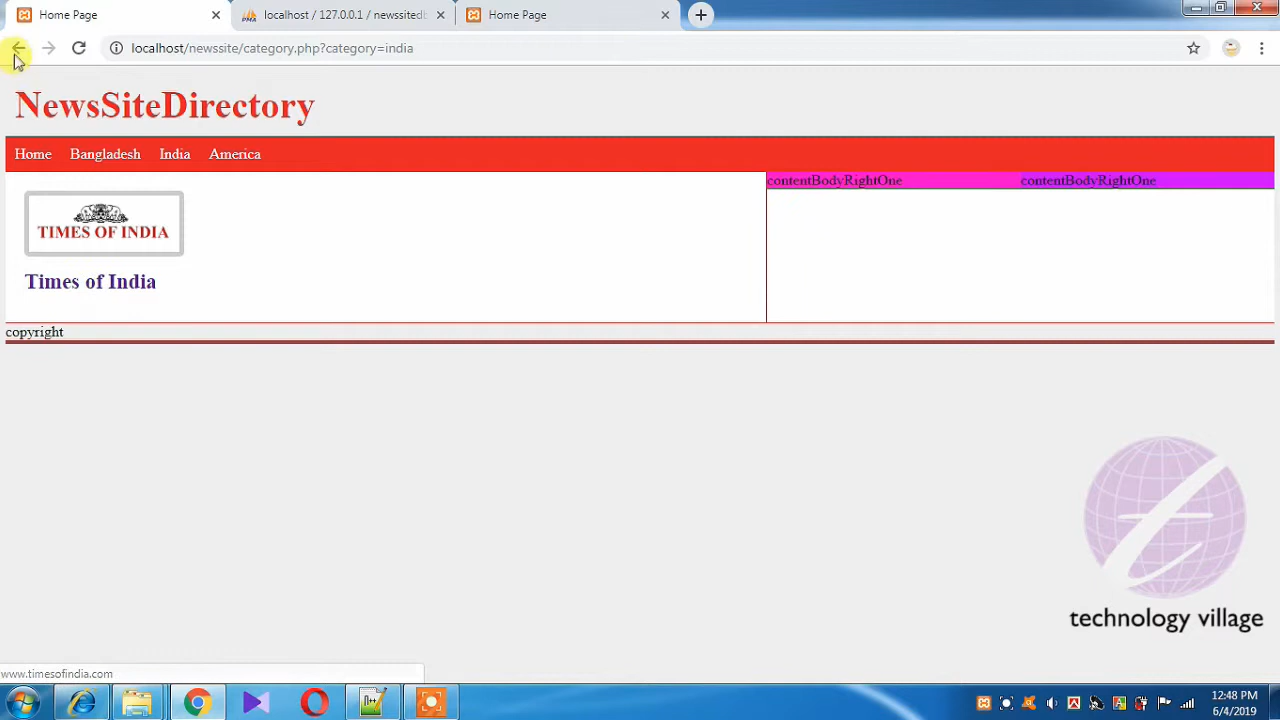 Home Page
localhost / 127.0.0.1 / newssitedb
Home Page
localhost/newssite/category.php?category=india
NewsSiteDirectory
Home Bangladesh India America
contentBodyRightOne contentBodyRightOne
TIMES OF INDIA
Times of India
copyright
technology village
www.timesofindia.com
12:48 PM
6/4/2019